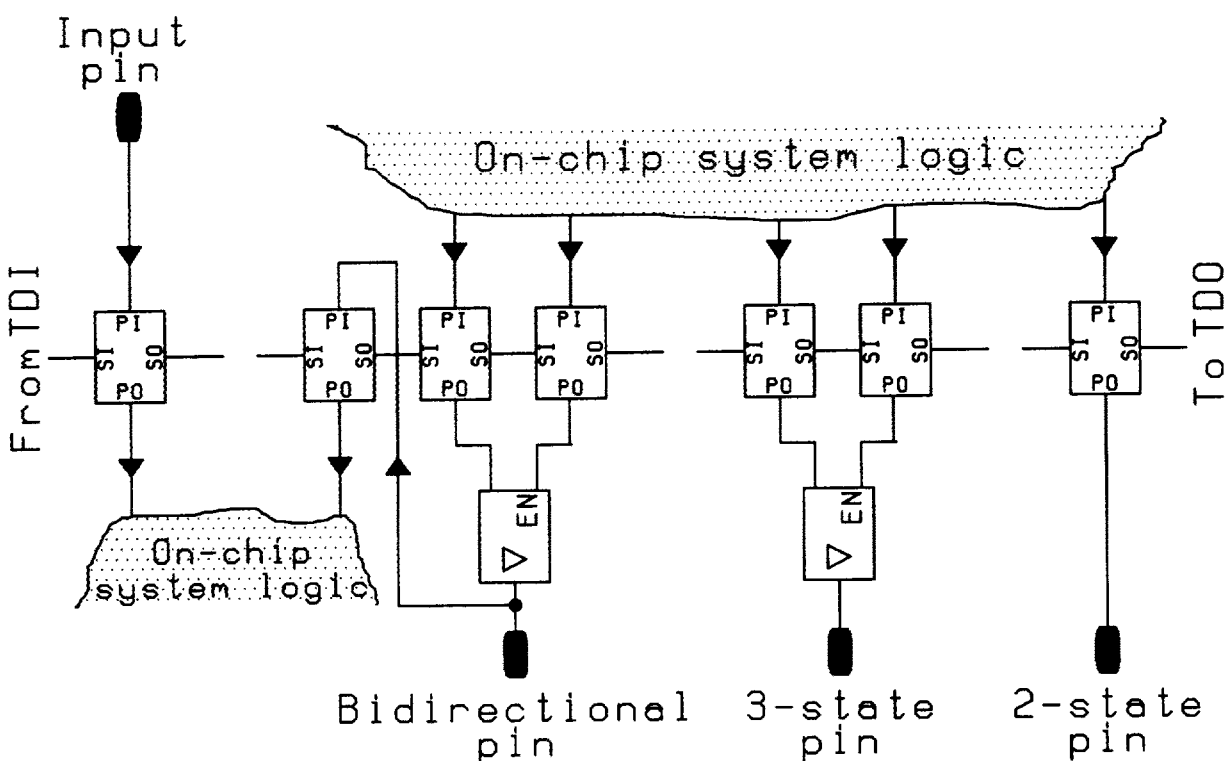 Input
pin
On-chip system logic
From TDI
PI
SI
SO
PO
PI
SI
SO
PO
PI
SI
SO
PO
PI
SI
SO
PO
PI
SI
SO
PO
PI
SI
SO
PO
PI
SI
SO
PO
To TDO
EN
EN
On-chip
system logic
Bidirectional
pin
3-state
pin
2-state
pin